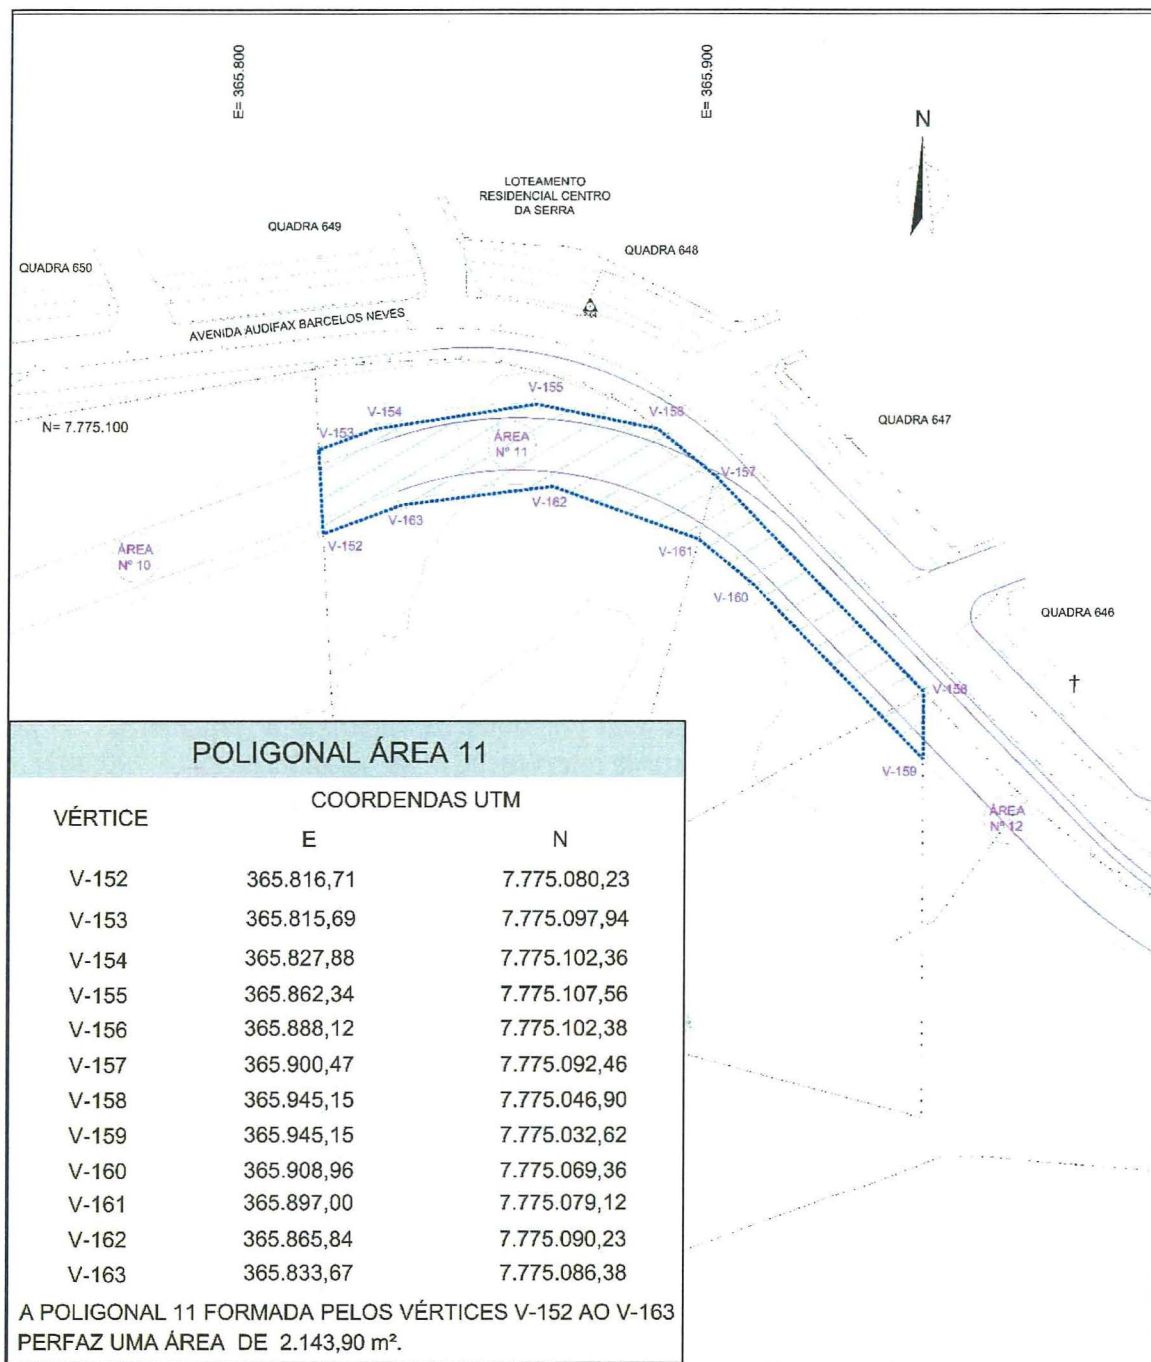 E= 365.800
E= 365.900
N
LOTEAMENTO
RESIDENCIAL CENTRO
DA SERRA
QUADRA 649
QUADRA 648
QUADRA 650
AVENIDA AUDIFAX BARCELOS NEVES
QUADRA 647
N= 7.775.100
V-155
V-154
V-153
ÁREA
Nº 11
V-157
V-163
V-162
V-152
V-161
ÁREA
Nº 10
V-160
QUADRA 646
V-159
ÁREA
Nº 12
POLIGONAL ÁREA 11
VÉRTICE
COORDENDAS UTM
E N
V-152 365.816,71 7.775.080,23
V-153 365.815,69 7.775.097,94
V-154 365.827,88 7.775.102,36
V-155 365.862,34 7.775.107,56
V-156 365.888,12 7.775.102,38
V-157 365.900,47 7.775.092,46
V-158 365.945,15 7.775.046,90
V-159 365.945,15 7.775.032,62
V-160 365.908,96 7.775.069,36
V-161 365.897,00 7.775.079,12
V-162 365.865,84 7.775.090,23
V-163 365.833,67 7.775.086,38
A POLIGONAL 11 FORMADA PELOS VÉRTICES V-152 AO V-163
PERFAZ UMA ÁREA DE 2.143,90 m².